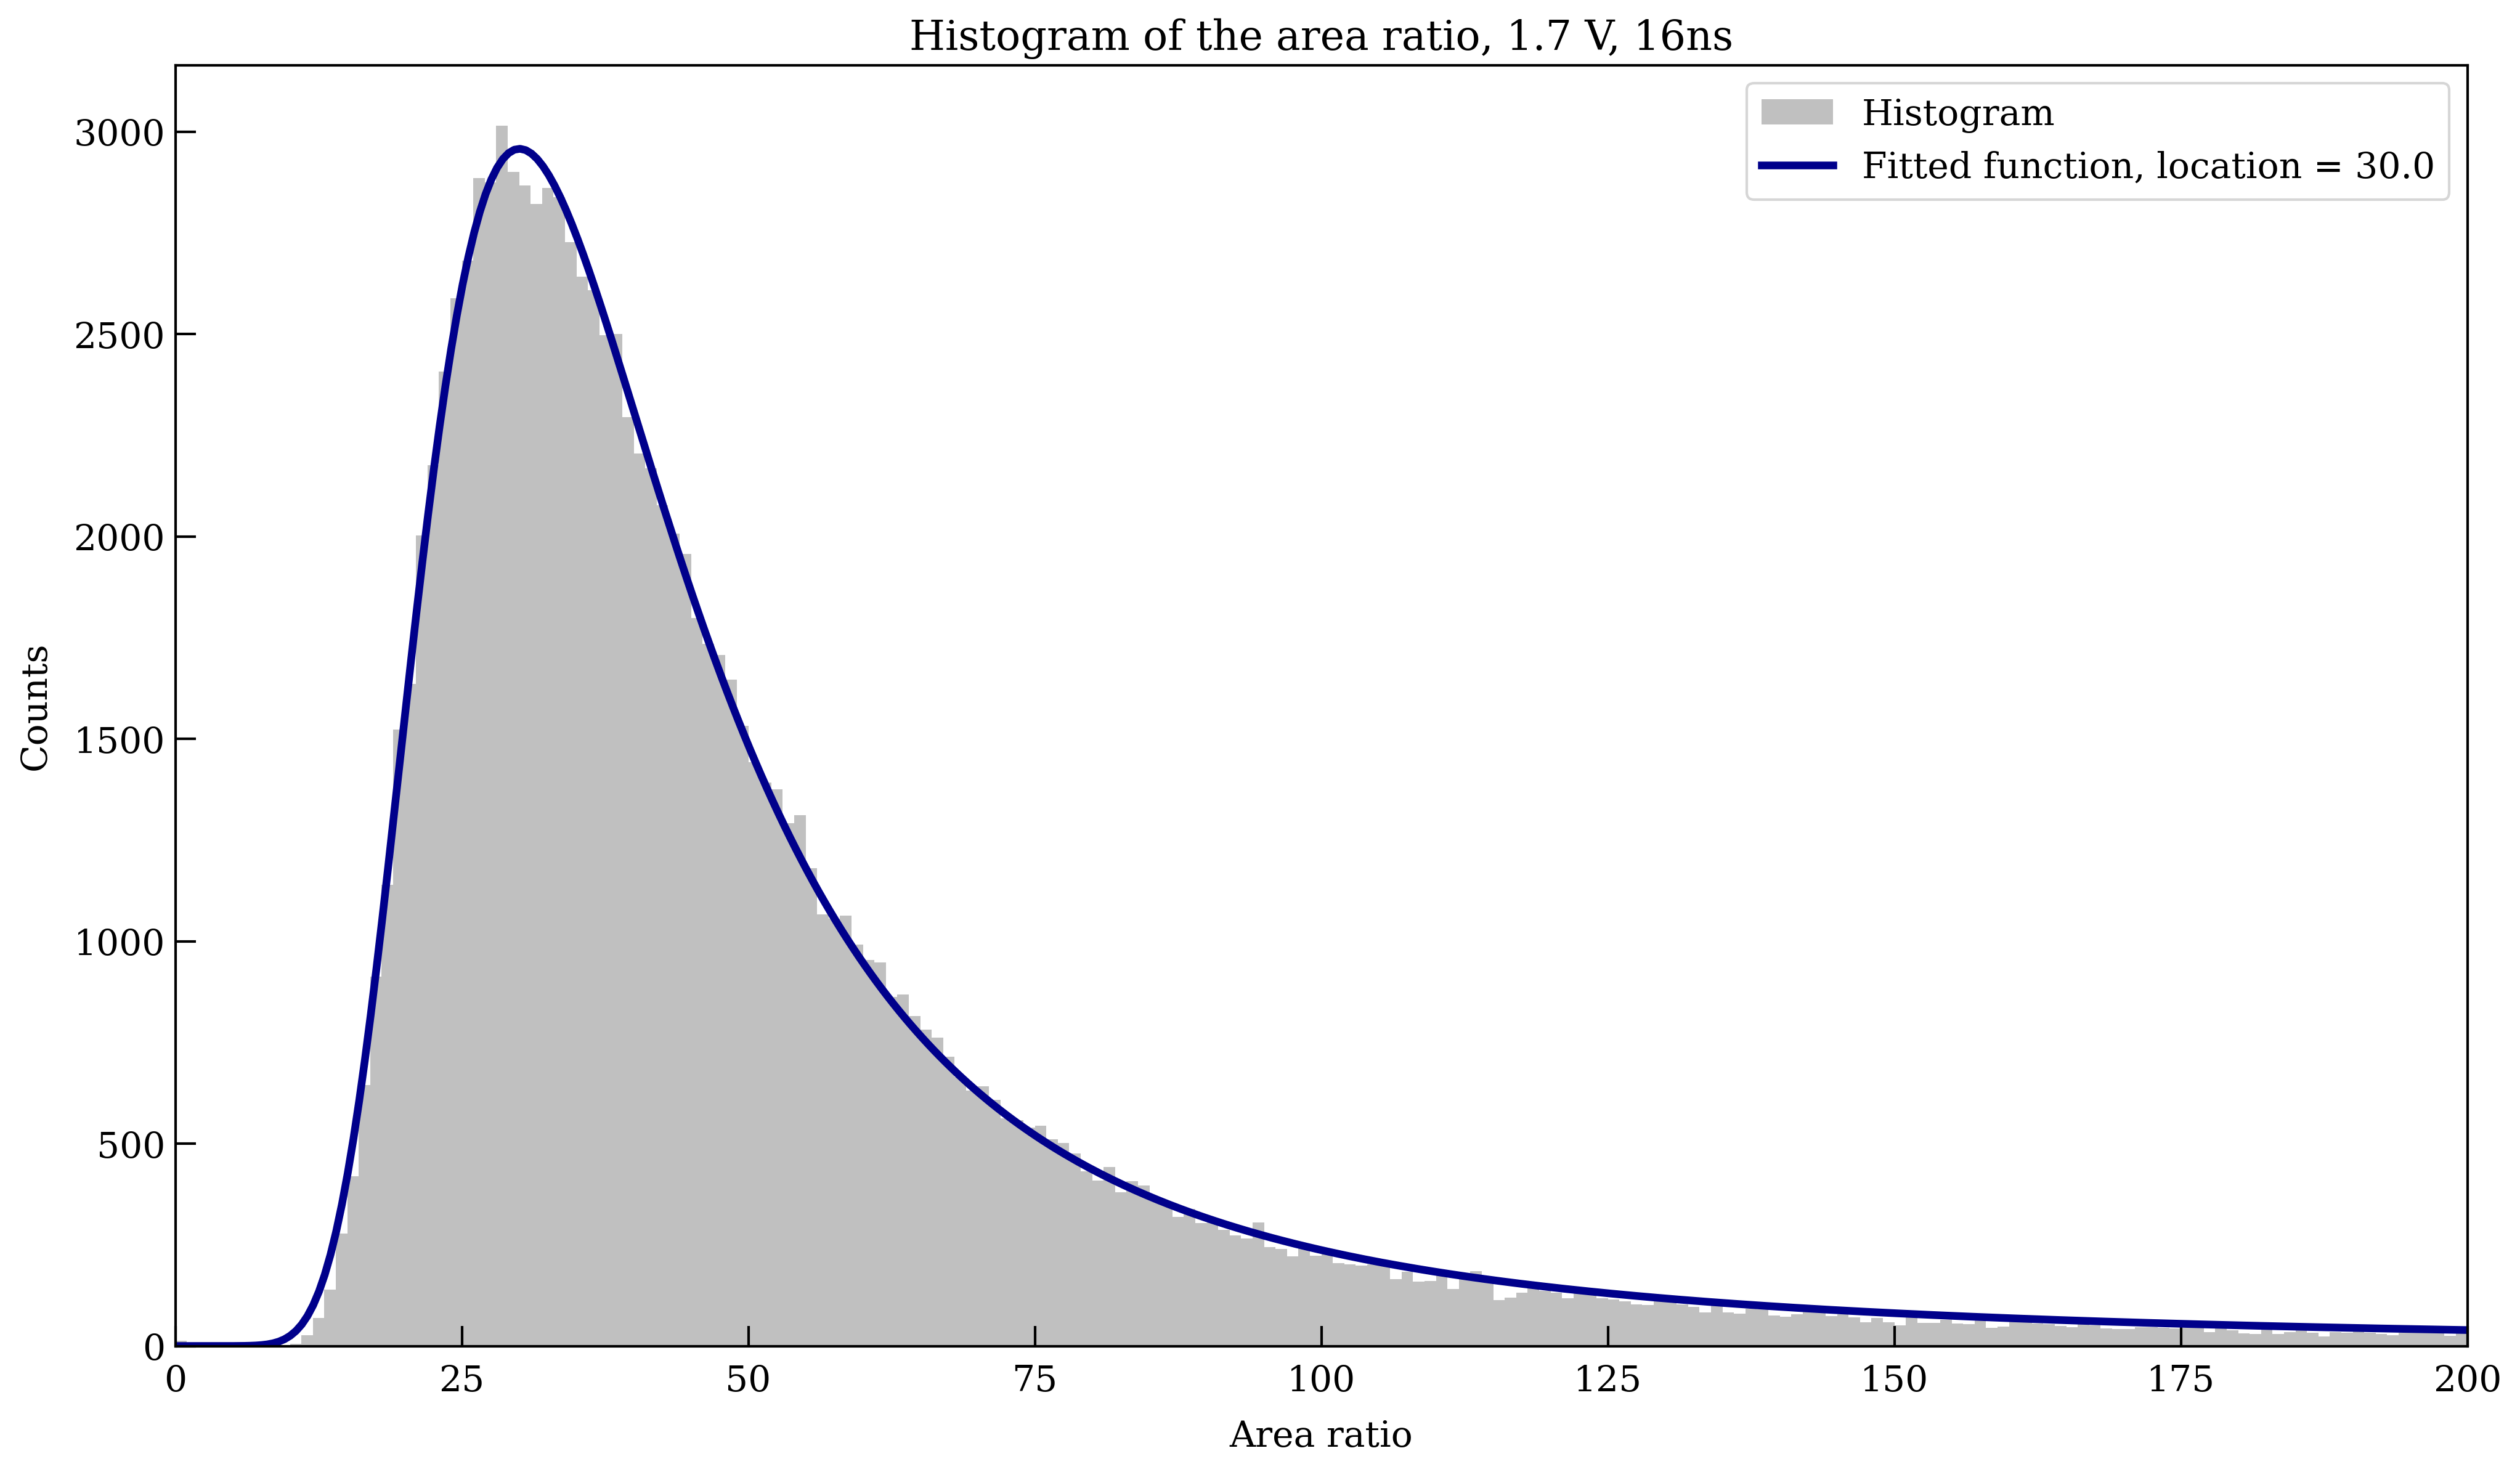 Histogram of the area ratio, 1.7 V, 16ns
Histogram
Fitted function, location = 30.0
3000
2500
2000
1500
1000
500
0
Counts
0 25 50 75 100 125 150 175 200
Area ratio